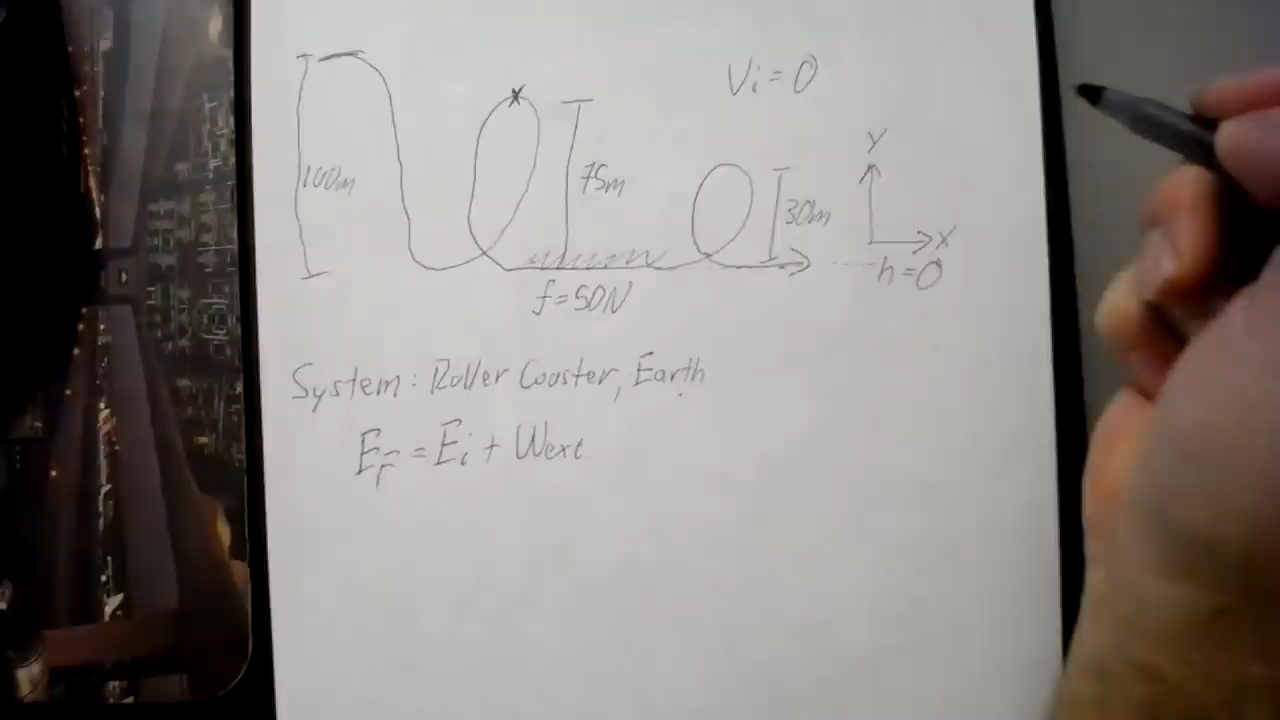 Vi = 0
100m
75m
30m
Y
X
h = 0
f = 50N
System: Roller Coaster, Earth
EF = Ei + Wext